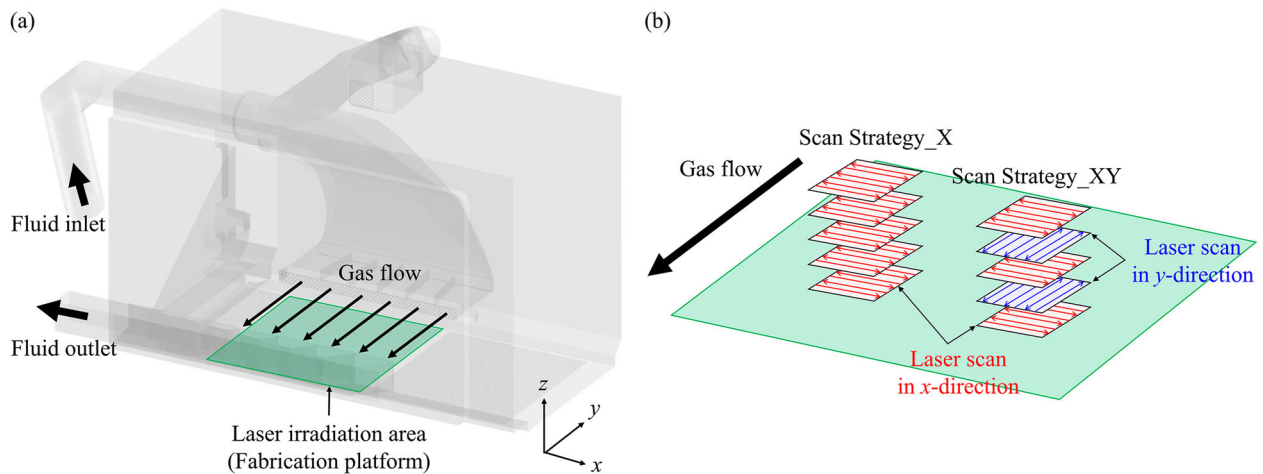 (a)
Fluid inlet
Gas flow
Fluid outlet
Laser irradiation area
(Fabrication platform)
z
y
x
(b)
Scan Strategy_X
Gas flow
Scan Strategy_XY
Laser scan
in y-direction
Laser scan
in x-direction